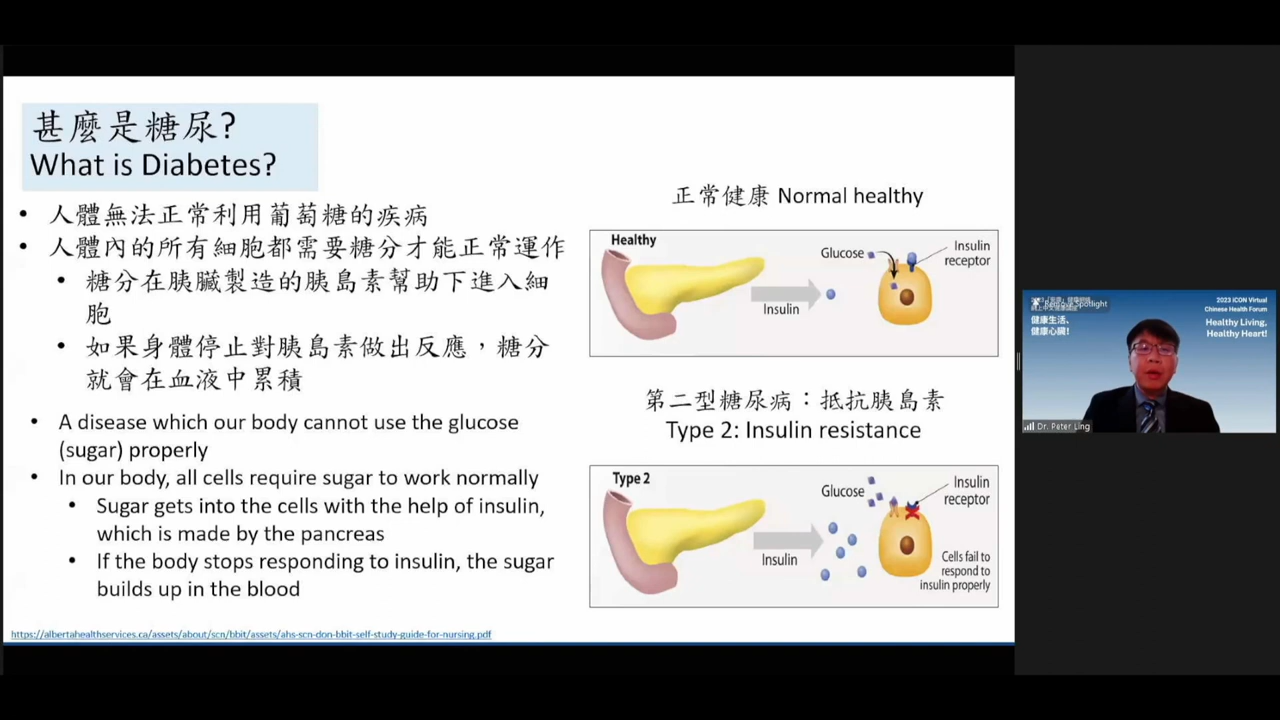 甚麼是糖尿?
What is Diabetes?
• 人體無法正常利用葡萄糖的疾病
• 人體內的所有細胞都需要糖分才能正常運作
• 糖分在胰臟製造的胰島素幫助下進入細
胞
• 如果身體停止對胰島素做出反應，糖分
就會在血液中累積
• A disease which our body cannot use the glucose
(sugar) properly
• In our body, all cells require sugar to work normally
• Sugar gets into the cells with the help of insulin,
which is made by the pancreas
• If the body stops responding to insulin, the sugar
builds up in the blood
https://albertahealthservices.ca/assets/about/scn/bbit/assets/ahs-scn-don-bbit-self-study-guide-for-nursing.pdf
正常健康 Normal healthy
Healthy
Glucose
Insulin
receptor
Insulin
第二型糖尿病：抵抗胰島素
Type 2: Insulin resistance
Type 2
Glucose
Insulin
receptor
Insulin
Cells fail to
respond to
insulin properly
健康生活、
健康心臟!
2023 iCON Virtual
Chinese Health Forum
Healthy Living,
Healthy Heart!
Dr. Peter Ling